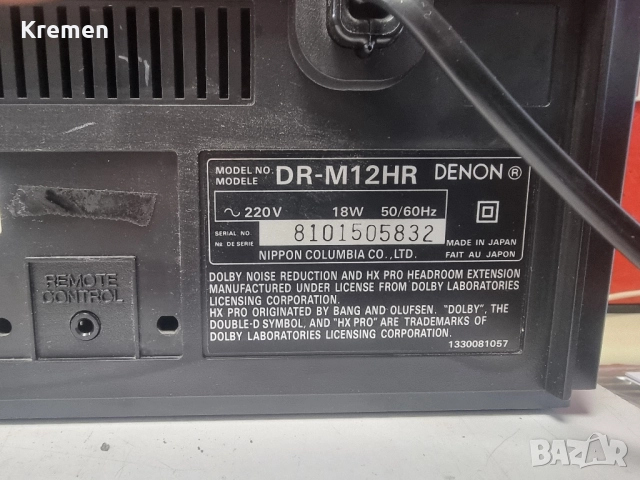 Kremen
MODEL NO.
MODELE
DR-M12HR
DENON ®
～ 220V 18W 50/60Hz
SERIAL NO.
№ DE SERIE
8101505832
MADE IN JAPAN
FAIT AU JAPON
NIPPON COLUMBIA CO.,LTD.
DOLBY NOISE REDUCTION AND HX PRO HEADROOM EXTENSION
MANUFACTURED UNDER LICENSE FROM DOLBY LABORATORIES
LICENSING CORPORATION.
HX PRO ORIGINATED BY BANG AND OLUFSEN. "DOLBY", THE
DOUBLE-D SYMBOL, AND "HX PRO" ARE TRADEMARKS OF
DOLBY LABORATORIES LICENSING CORPORATION.
1330081057
REMOTE
CONTROL
BAZAR